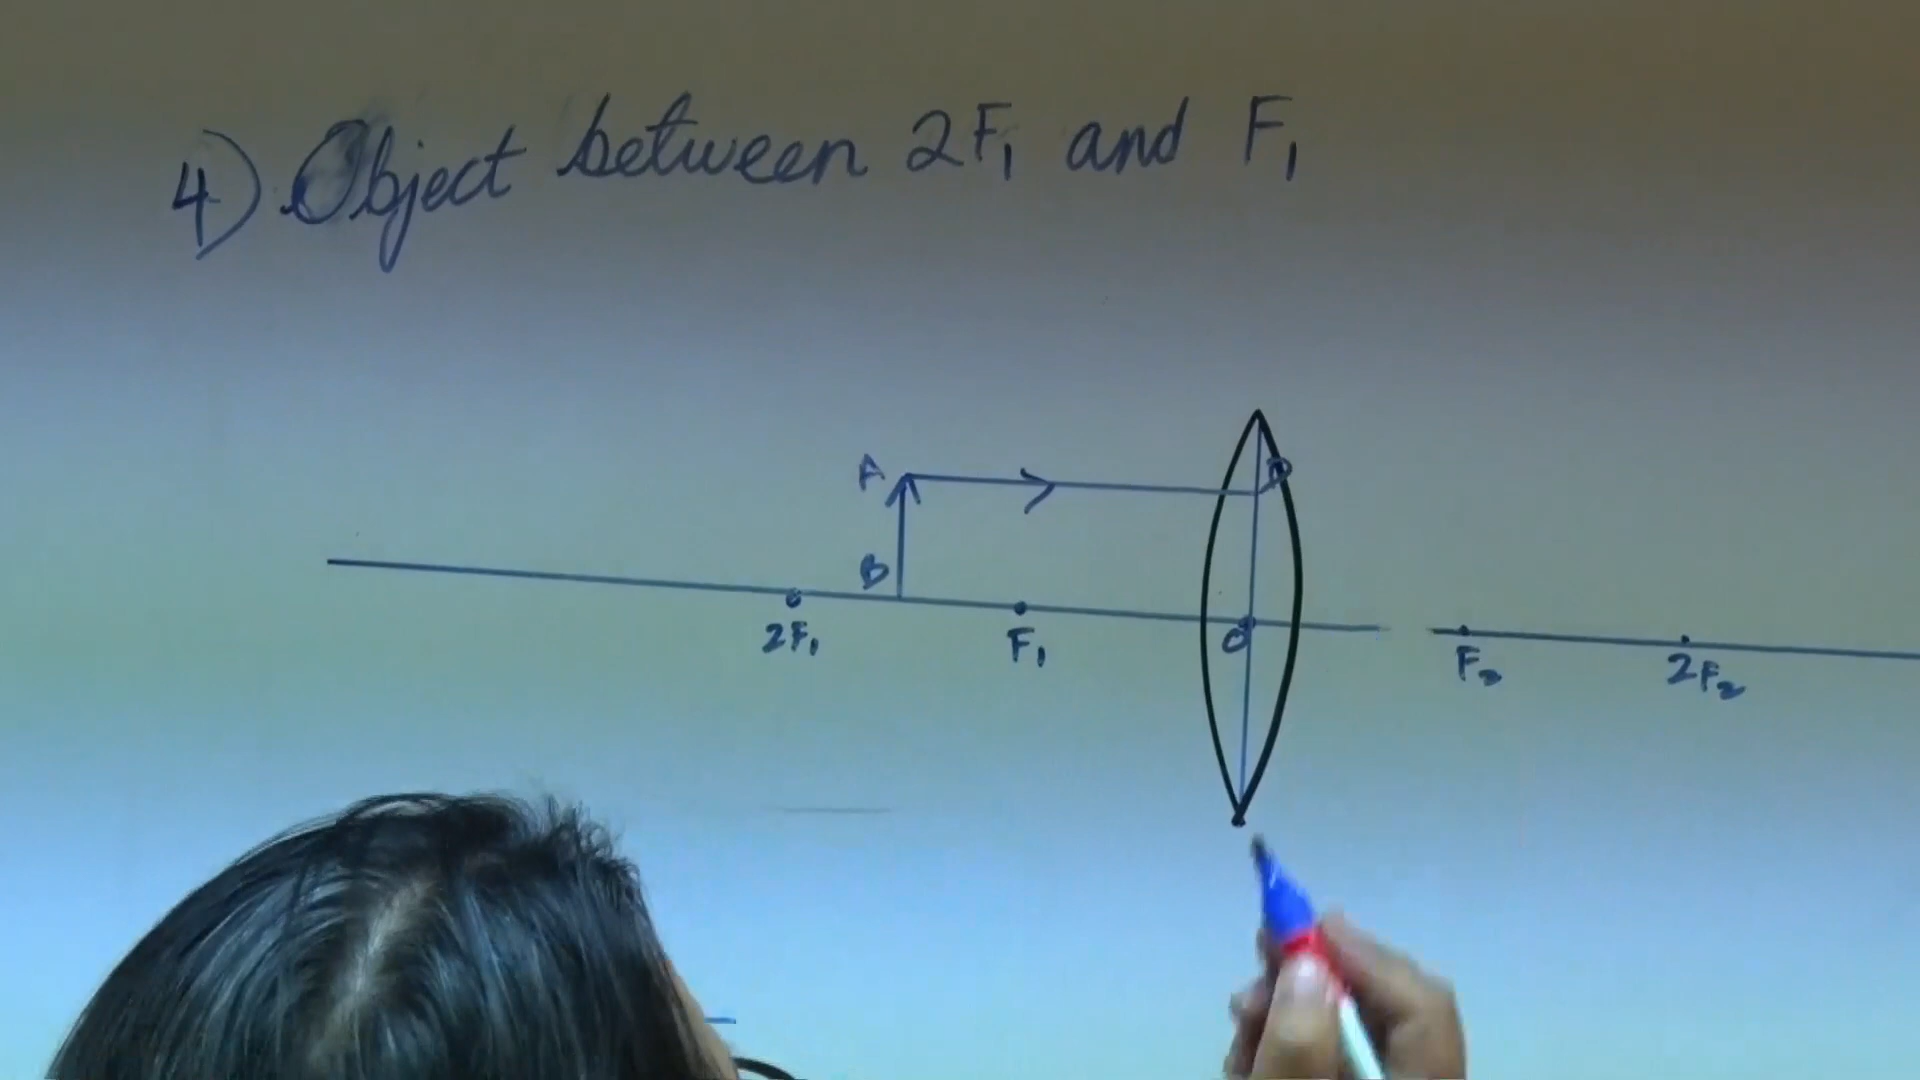 4) Object between 2F₁ and F₁
A
D
B
2F₁
F₁
O
F₂
2F₂